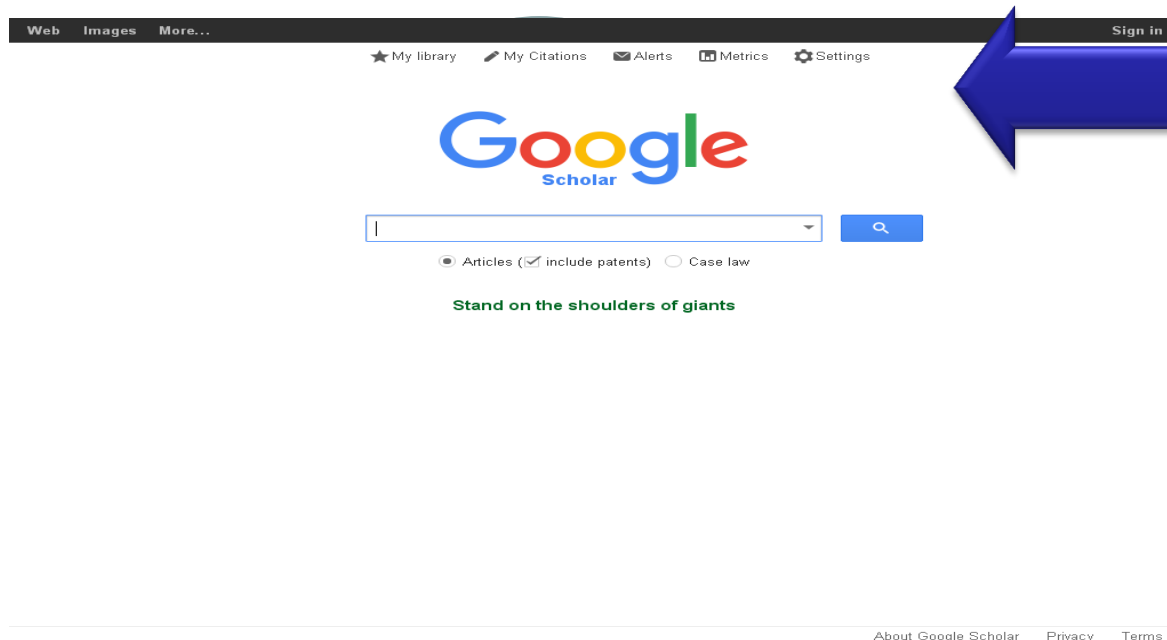 Web Images More... Sign in
My library My Citations Alerts Metrics Settings
Google
Scholar
Articles ( include patents) Case law
Stand on the shoulders of giants
About Google Scholar Privacy Terms